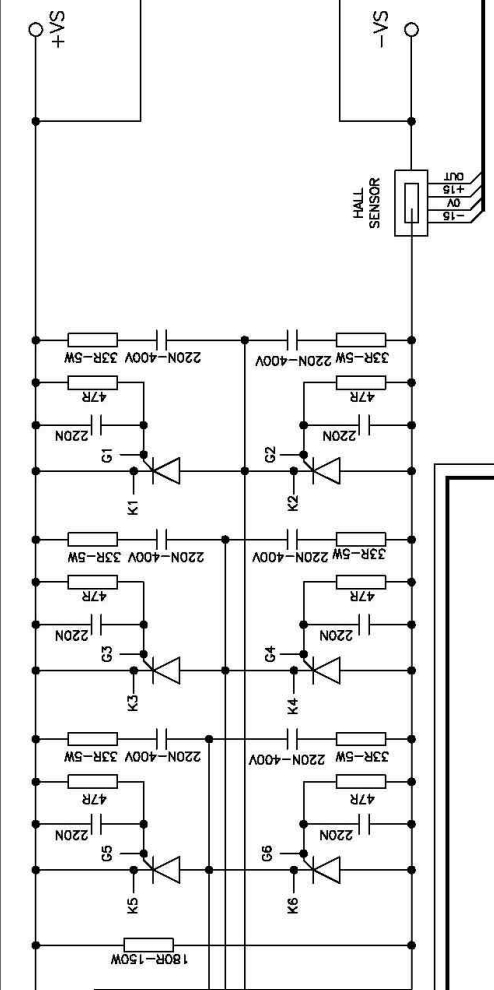 +VS
-VS
HALL
SENSOR
OUT
+15
0V
-15
33R-5W
220N-400V
220N-400V
33R-5W
47R
47R
220N
220N
G1
G2
K1
K2
33R-5W
220N-400V
220N-400V
33R-5W
47R
47R
220N
220N
G3
G4
K3
K4
33R-5W
220N-400V
220N-400V
33R-5W
47R
47R
220N
220N
G5
G6
K5
K6
180R-150W